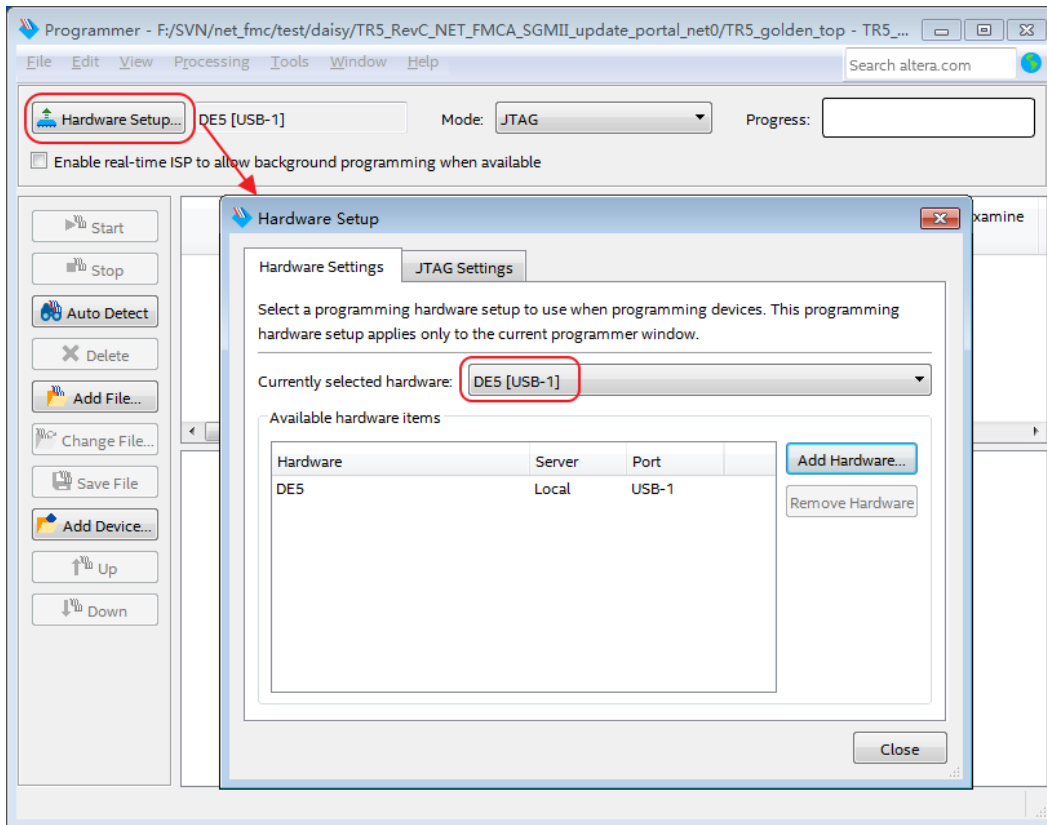 Programmer - F:/SVN/net_fmc/test/daisy/TR5_RevC_NET_FMCA_SGMII_update_portal_net0/TR5_golden_top - TR5_...
File Edit View Processing Tools Window Help
Search altera.com
Hardware Setup... DE5 [USB-1] Mode: JTAG Progress:
Enable real-time ISP to allow background programming when available
Start
Stop
Auto Detect
Delete
Add File...
Change File...
Save File
Add Device...
Up
Down
xamine
Hardware Setup
Hardware Settings JTAG Settings
Select a programming hardware setup to use when programming devices. This programming
hardware setup applies only to the current programmer window.
Currently selected hardware: DE5 [USB-1]
Available hardware items
Hardware Server Port
DE5 Local USB-1
Add Hardware...
Remove Hardware
Close